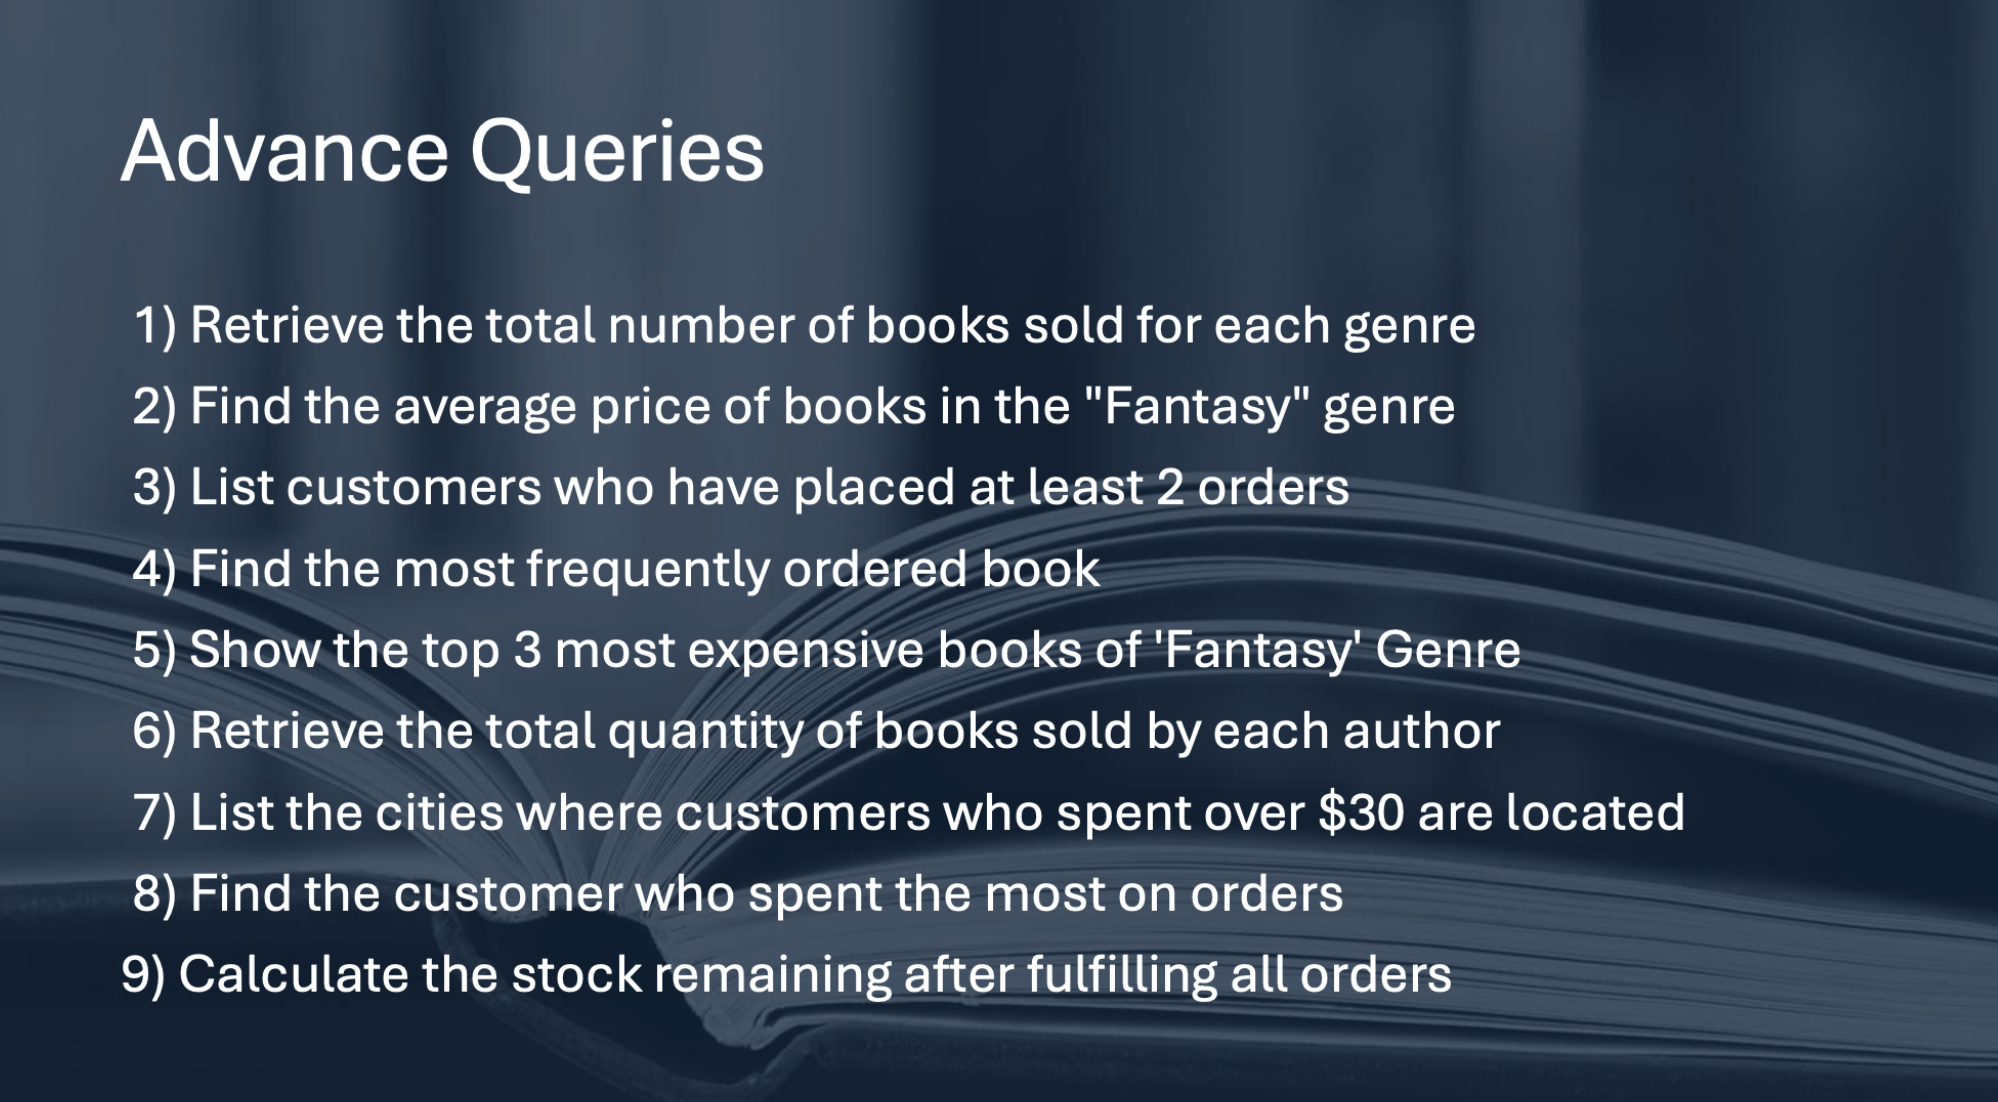 Advance Queries
1) Retrieve the total number of books sold for each genre
2) Find the average price of books in the "Fantasy" genre
3) List customers who have placed at least 2 orders
4) Find the most frequently ordered book
5) Show the top 3 most expensive books of 'Fantasy' Genre
6) Retrieve the total quantity of books sold by each author
7) List the cities where customers who spent over $30 are located
8) Find the customer who spent the most on orders
9) Calculate the stock remaining after fulfilling all orders